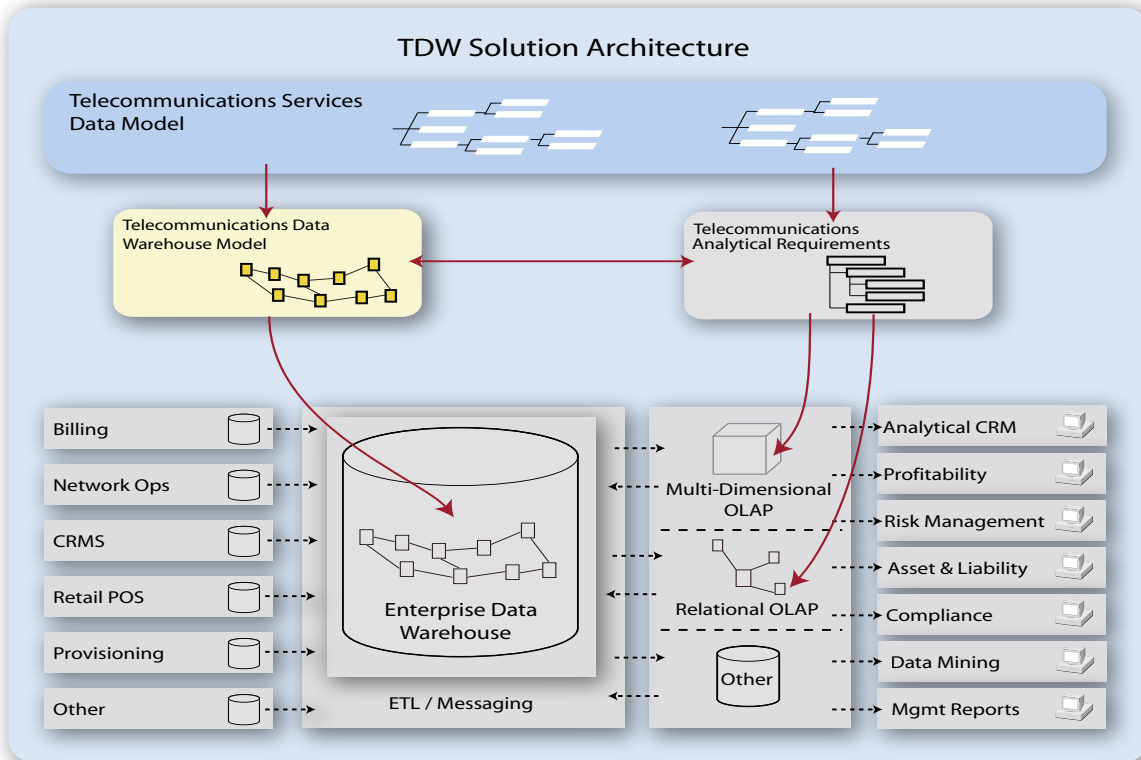 TDW Solution Architecture
Telecommunications Services
Data Model
Telecommunications Data
Warehouse Model
Telecommunications
Analytical Requirements
Billing
Network Ops
CRMS
Retail POS
Provisioning
Other
Enterprise Data
Warehouse
ETL / Messaging
Multi-Dimensional
OLAP
Relational OLAP
Other
Analytical CRM
Profitability
Risk Management
Asset & Liability
Compliance
Data Mining
Mgmt Reports